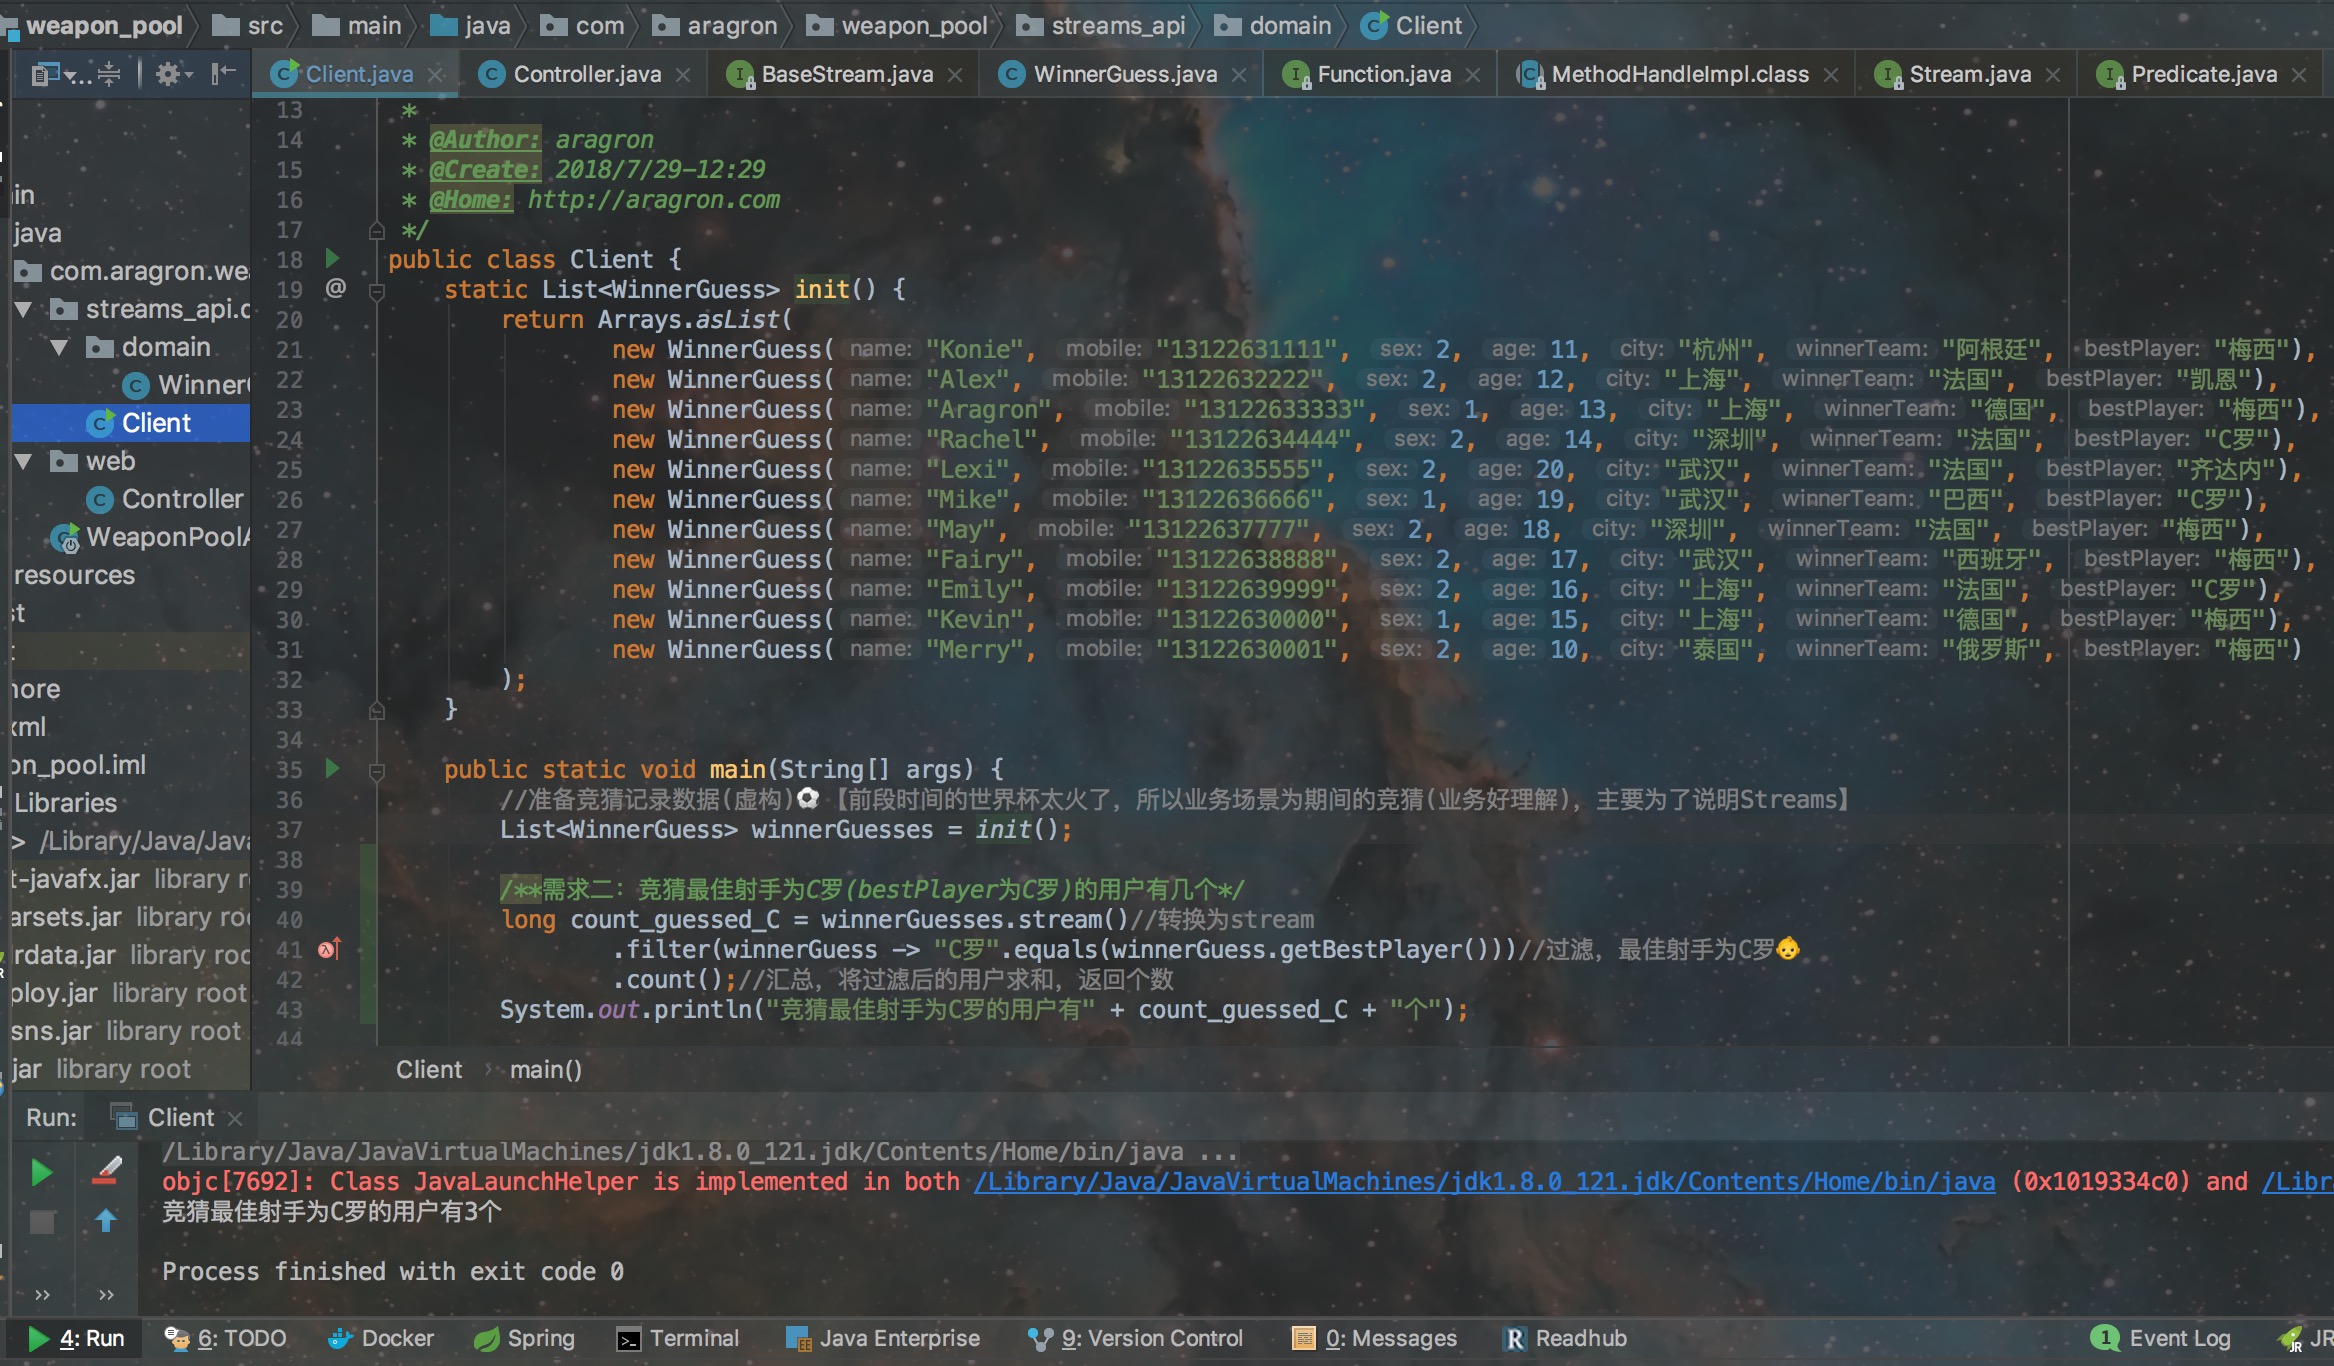 weapon_pool src main java com aragron weapon_pool streams_api domain Client
Client.java Controller.java BaseStream.java WinnerGuess.java Function.java MethodHandleImpl.class Stream.java Predicate.java
in
java
com.aragron.wea
streams_api.d
domain
Winner
Client
web
Controller
WeaponPoolA
resources
st
t
more
xml
on_pool.iml
Libraries
> /Library/Java/Java
t-javafx.jar library r
arsets.jar library roo
rdata.jar library roo
ploy.jar library root
sns.jar library root
jar library root
13 *
14 * @Author: aragron
15 * @Create: 2018/7/29-12:29
16 * @Home: http://aragron.com
17 */
18 public class Client {
19 @ static List<WinnerGuess> init() {
20 return Arrays.asList(
21 new WinnerGuess( name: "Konie", mobile: "13122631111", sex: 2, age: 11, city: "杭州", winnerTeam: "阿根廷", bestPlayer: "梅西"),
22 new WinnerGuess( name: "Alex", mobile: "13122632222", sex: 2, age: 12, city: "上海", winnerTeam: "法国", bestPlayer: "凯恩"),
23 new WinnerGuess( name: "Aragron", mobile: "13122633333", sex: 1, age: 13, city: "上海", winnerTeam: "德国", bestPlayer: "梅西"),
24 new WinnerGuess( name: "Rachel", mobile: "13122634444", sex: 2, age: 14, city: "深圳", winnerTeam: "法国", bestPlayer: "C罗"),
25 new WinnerGuess( name: "Lexi", mobile: "13122635555", sex: 2, age: 20, city: "武汉", winnerTeam: "法国", bestPlayer: "齐达内"),
26 new WinnerGuess( name: "Mike", mobile: "13122636666", sex: 1, age: 19, city: "武汉", winnerTeam: "巴西", bestPlayer: "C罗"),
27 new WinnerGuess( name: "May", mobile: "13122637777", sex: 2, age: 18, city: "深圳", winnerTeam: "法国", bestPlayer: "梅西"),
28 new WinnerGuess( name: "Fairy", mobile: "13122638888", sex: 2, age: 17, city: "武汉", winnerTeam: "西班牙", bestPlayer: "梅西"),
29 new WinnerGuess( name: "Emily", mobile: "13122639999", sex: 2, age: 16, city: "上海", winnerTeam: "法国", bestPlayer: "C罗"),
30 new WinnerGuess( name: "Kevin", mobile: "13122630000", sex: 1, age: 15, city: "上海", winnerTeam: "德国", bestPlayer: "梅西"),
31 new WinnerGuess( name: "Merry", mobile: "13122630001", sex: 2, age: 10, city: "泰国", winnerTeam: "俄罗斯", bestPlayer: "梅西")
32 );
33 }
34
35 public static void main(String[] args) {
36 //准备竞猜记录数据(虚构)⚽【前段时间的世界杯太火了，所以业务场景为期间的竞猜(业务好理解)，主要为了说明Streams】
37 List<WinnerGuess> winnerGuesses = init();
38
39 /**需求二：竞猜最佳射手为C罗(bestPlayer为C罗)的用户有几个*/
40 long count_guessed_C = winnerGuesses.stream()//转换为stream
41 .filter(winnerGuess -> "C罗".equals(winnerGuess.getBestPlayer()))//过滤，最佳射手为C罗👶
42 .count();//汇总，将过滤后的用户求和，返回个数
43 System.out.println("竞猜最佳射手为C罗的用户有" + count_guessed_C + "个");
44
Client main()
Run: Client
/Library/Java/JavaVirtualMachines/jdk1.8.0_121.jdk/Contents/Home/bin/java ...
objc[7692]: Class JavaLaunchHelper is implemented in both /Library/Java/JavaVirtualMachines/jdk1.8.0_121.jdk/Contents/Home/bin/java (0x1019334c0) and /Libr
竞猜最佳射手为C罗的用户有3个
Process finished with exit code 0
4: Run 6: TODO Docker Spring Terminal Java Enterprise 9: Version Control 0: Messages Readhub 1 Event Log JR